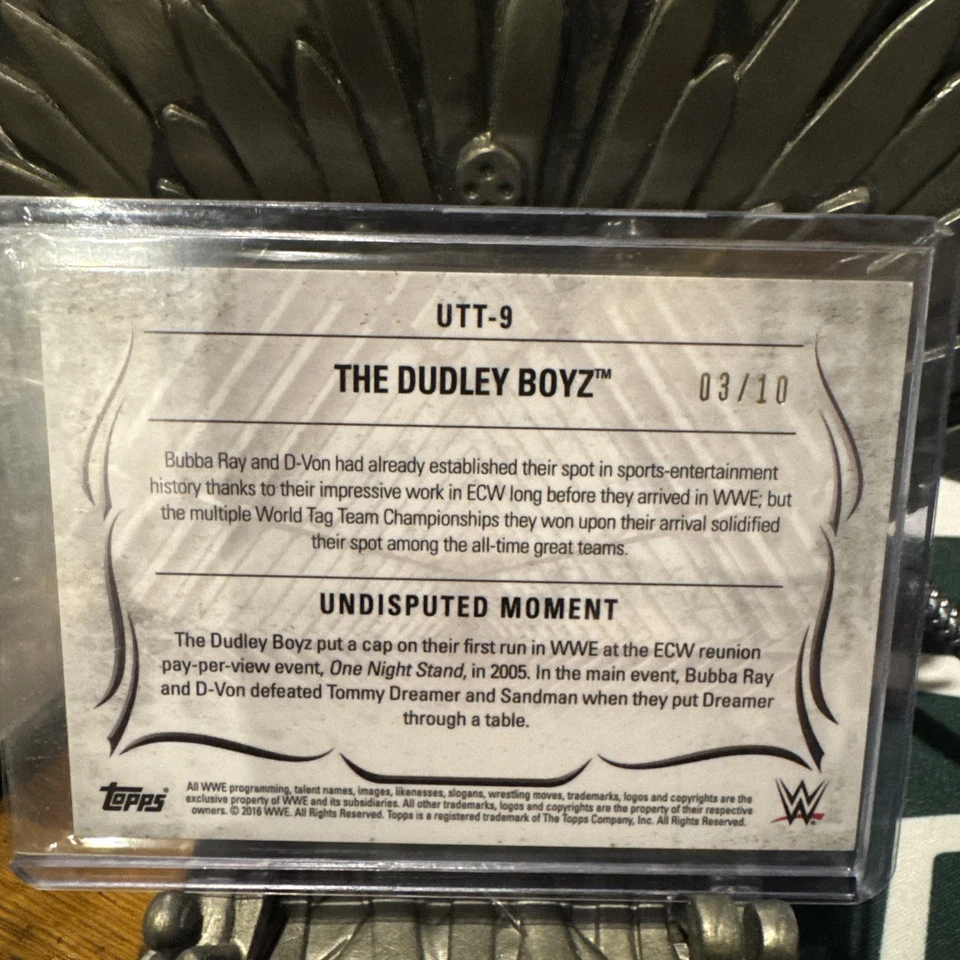 UTT-9
THE DUDLEY BOYZ™
03/10
Bubba Ray and D-Von had already established their spot in sports-entertainment
history thanks to their impressive work in ECW long before they arrived in WWE; but
the multiple World Tag Team Championships they won upon their arrival solidified
their spot among the all-time great teams.
UNDISPUTED MOMENT
The Dudley Boyz put a cap on their first run in WWE at the ECW reunion
pay-per-view event, One Night Stand, in 2005. In the main event, Bubba Ray
and D-Von defeated Tommy Dreamer and Sandman when they put Dreamer
through a table.
Topps®
All WWE programming, talent names, images, likenesses, slogans, wrestling moves, trademarks, logos and copyrights are the
exclusive property of WWE and its subsidiaries. All other trademarks, logos and copyrights are the property of their respective
owners. © 2016 WWE. All Rights Reserved. Topps is a registered trademark of The Topps Company, Inc. All Rights Reserved.
W